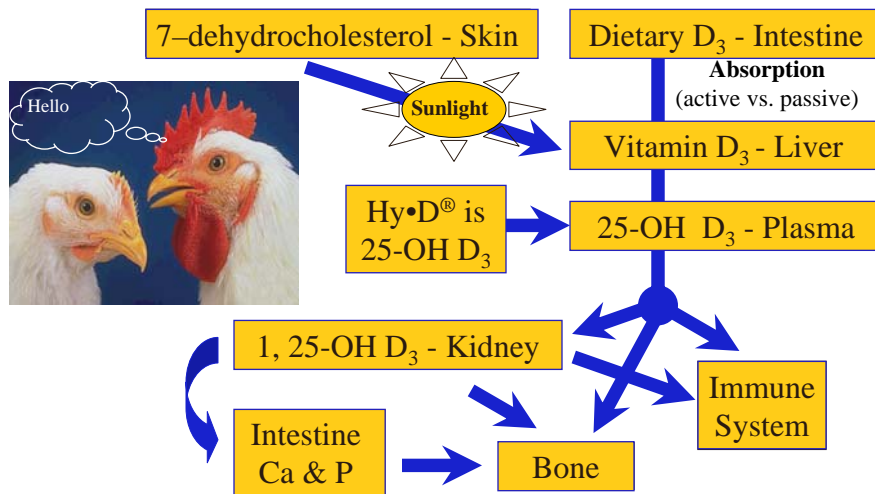 7–dehydrocholesterol - Skin
Dietary D₃ - Intestine
Absorption
(active vs. passive)
Hello
Sunlight
Vitamin D₃ - Liver
Hy•D® is
25-OH D₃
25-OH D₃ - Plasma
1, 25-OH D₃ - Kidney
Immune
System
Intestine
Ca & P
Bone